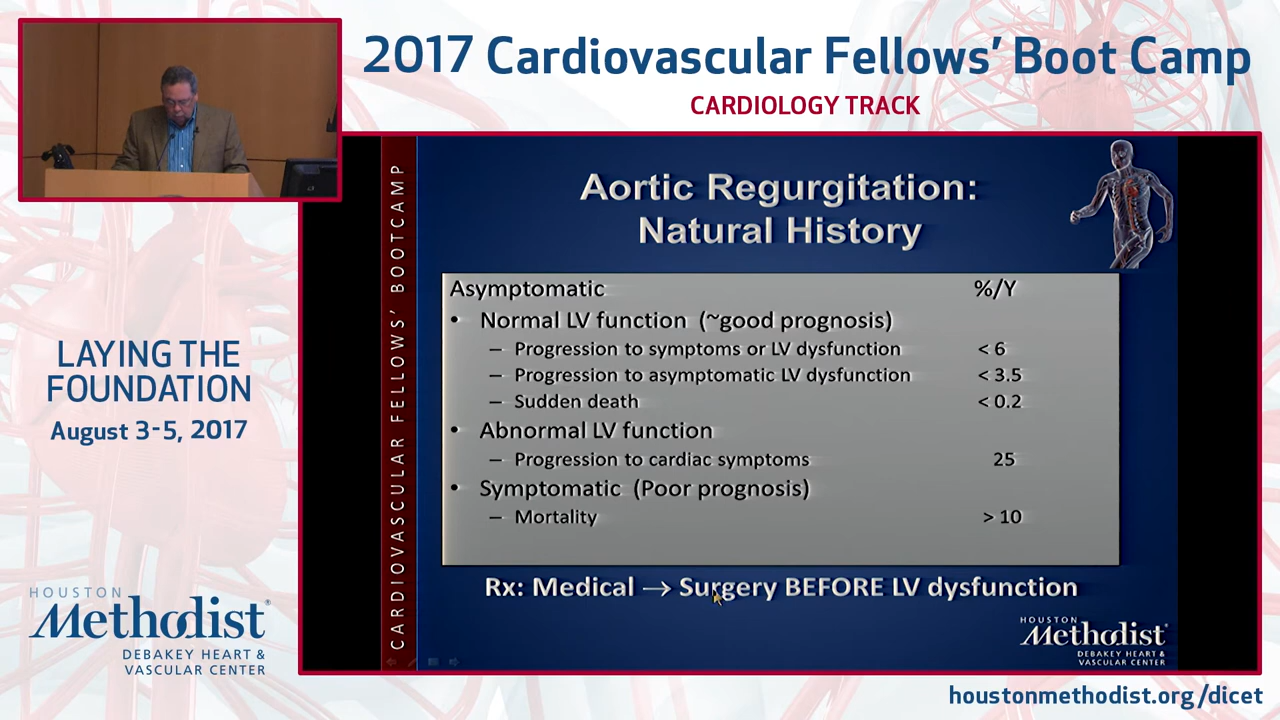 2017 Cardiovascular Fellows’ Boot Camp
CARDIOLOGY TRACK
LAYING THE
FOUNDATION
August 3-5, 2017
HOUSTON
Methodist®
DEBAKEY HEART &
VASCULAR CENTER
CARDIOVASCULAR FELLOWS’ BOOTCAMP
Aortic Regurgitation:
Natural History
Asymptomatic %/Y
• Normal LV function (~good prognosis)
– Progression to symptoms or LV dysfunction < 6
– Progression to asymptomatic LV dysfunction < 3.5
– Sudden death < 0.2
• Abnormal LV function
– Progression to cardiac symptoms 25
• Symptomatic (Poor prognosis)
– Mortality > 10
Rx: Medical → Surgery BEFORE LV dysfunction
HOUSTON
Methodist®
DEBAKEY HEART &
VASCULAR CENTER
houstonmethodist.org/dicet